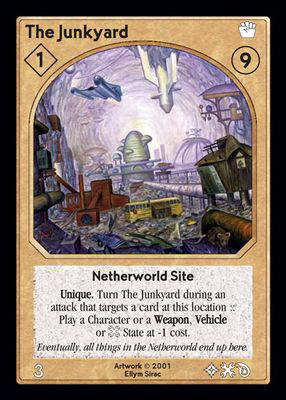 The Junkyard
1
9
Netherworld Site
Unique. Turn The Junkyard during an
attack that targets a card at this location ::
Play a Character or a Weapon, Vehicle
or State at -1 cost.
Eventually, all things in the Netherworld end up here.
Artwork © 2001
3
Ellym Sirac